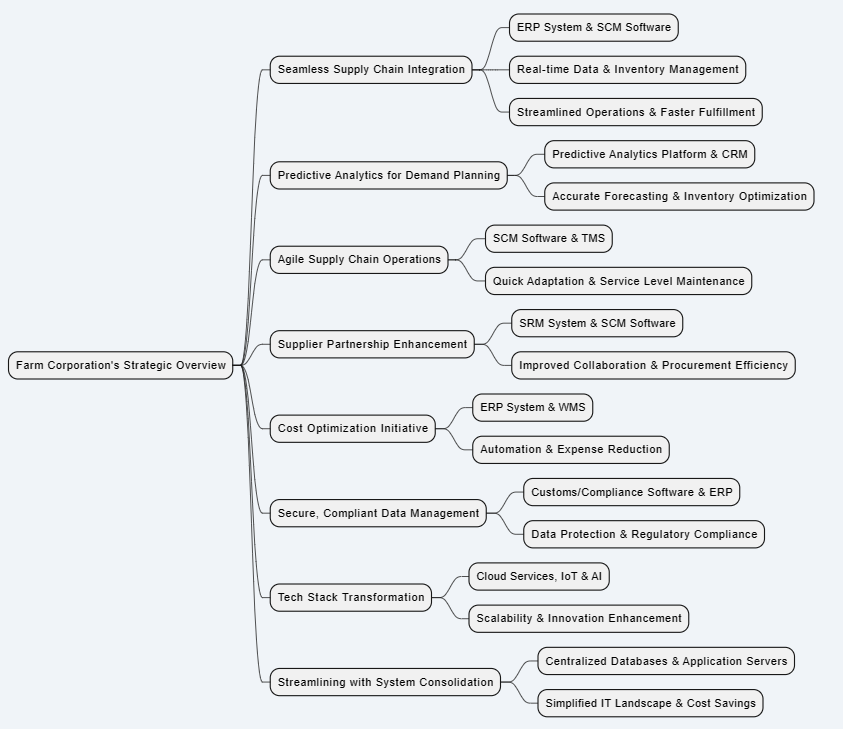 Farm Corporation's Strategic Overview
Seamless Supply Chain Integration
ERP System & SCM Software
Real-time Data & Inventory Management
Streamlined Operations & Faster Fulfillment
Predictive Analytics for Demand Planning
Predictive Analytics Platform & CRM
Accurate Forecasting & Inventory Optimization
Agile Supply Chain Operations
SCM Software & TMS
Quick Adaptation & Service Level Maintenance
Supplier Partnership Enhancement
SRM System & SCM Software
Improved Collaboration & Procurement Efficiency
Cost Optimization Initiative
ERP System & WMS
Automation & Expense Reduction
Secure, Compliant Data Management
Customs/Compliance Software & ERP
Data Protection & Regulatory Compliance
Tech Stack Transformation
Cloud Services, IoT & AI
Scalability & Innovation Enhancement
Streamlining with System Consolidation
Centralized Databases & Application Servers
Simplified IT Landscape & Cost Savings